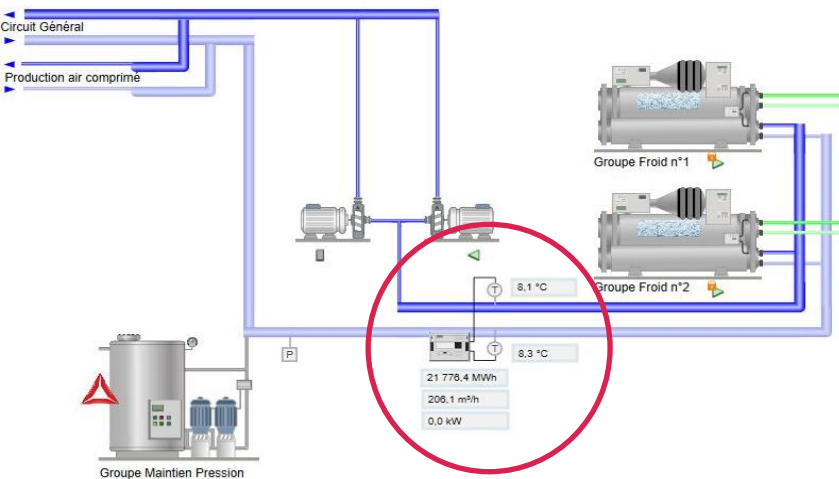 Circuit Général
Production air comprimé
Groupe Froid n°1
Groupe Froid n°2
T
8,1 °C
P
T
8,3 °C
21 776,4 MWh
206,1 m³/h
0,0 kW
Groupe Maintien Pression